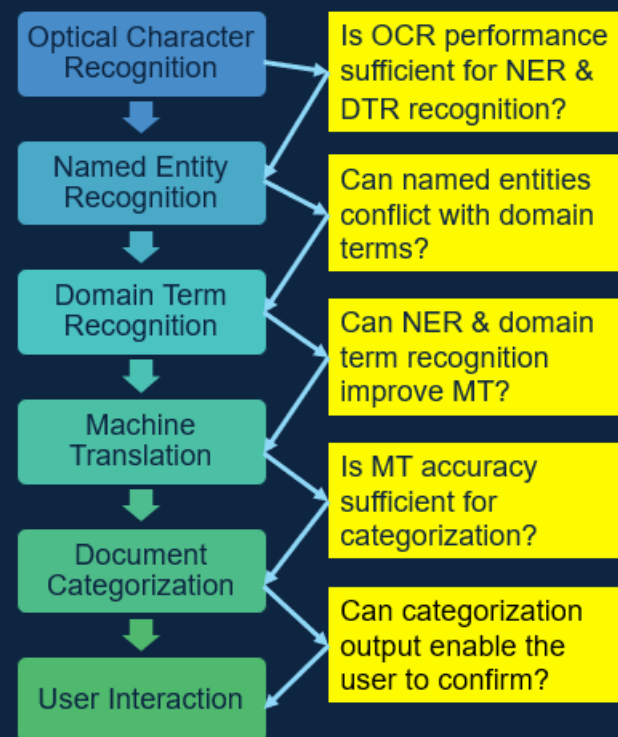 Optical Character
Recognition
Is OCR performance
sufficient for NER &
DTR recognition?
Named Entity
Recognition
Can named entities
conflict with domain
terms?
Domain Term
Recognition
Can NER & domain
term recognition
improve MT?
Machine
Translation
Is MT accuracy
sufficient for
categorization?
Document
Categorization
Can categorization
output enable the
user to confirm?
User Interaction